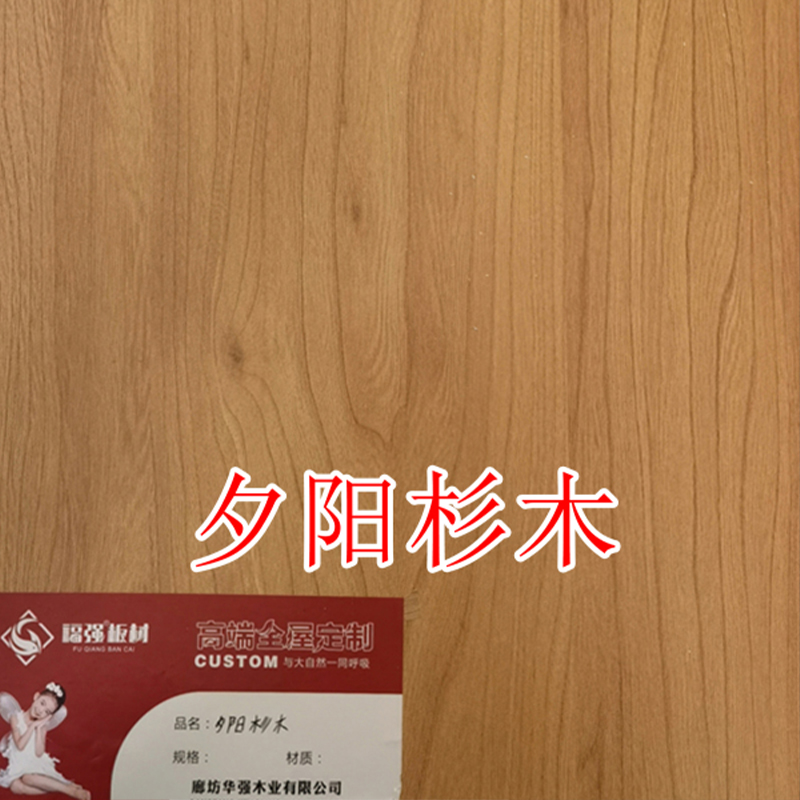 夕阳杉木
福强板材
FU QIANG BAN CAI
高端全屋定制
CUSTOM 与大自然一同呼吸
品名：夕阳杉木
规格： 材质：
廊坊华强木业有限公司